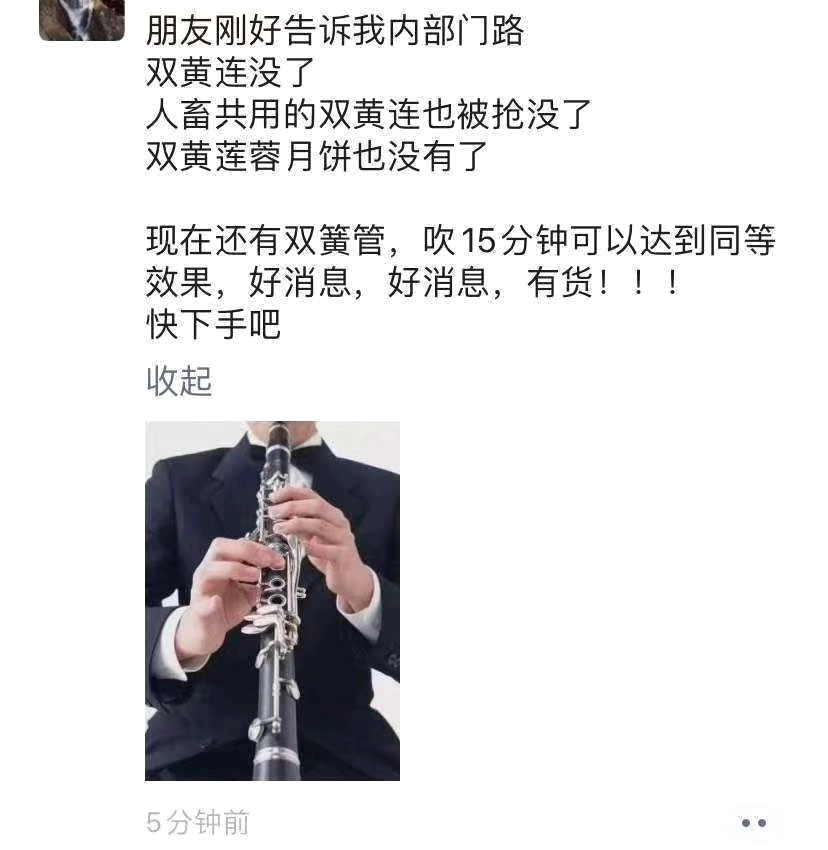 朋友刚好告诉我内部门路
双黄连没了
人畜共用的双黄连也被抢没了
双黄莲蓉月饼也没有了
现在还有双簧管，吹15分钟可以达到同等
效果，好消息，好消息，有货！！！
快下手吧
收起
5分钟前